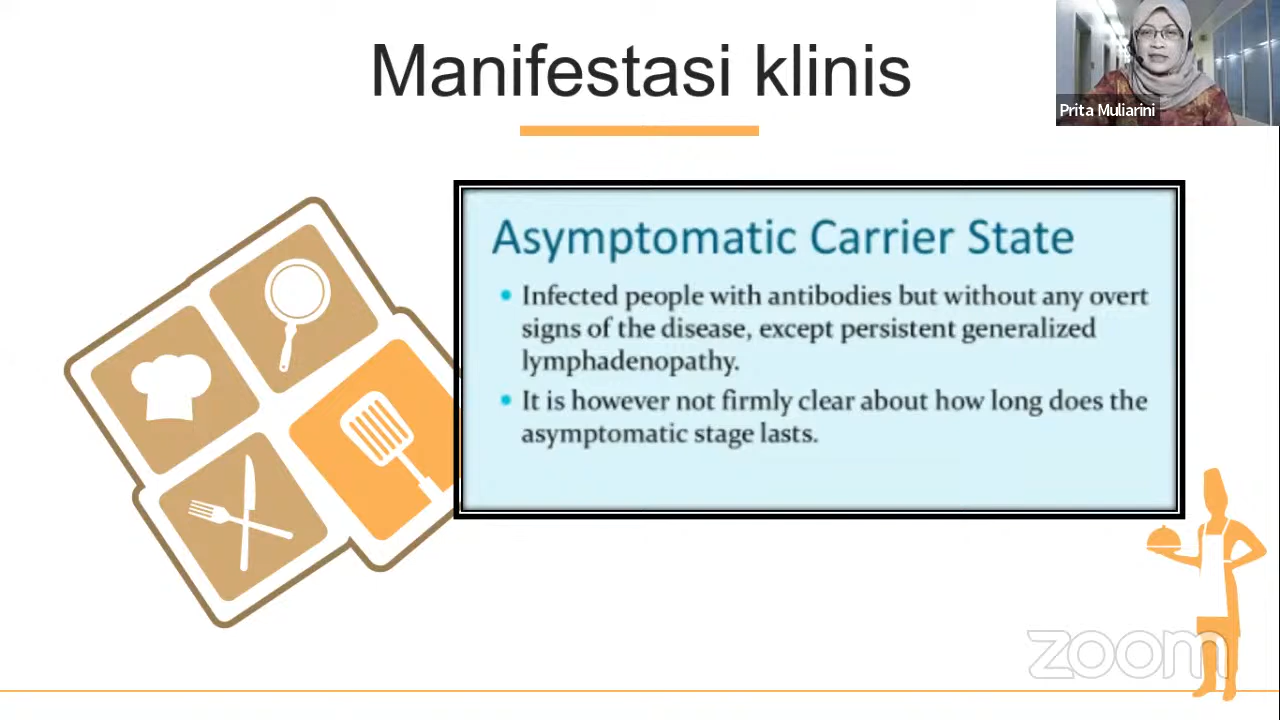 Manifestasi klinis
Prita Muliarini
Asymptomatic Carrier State
• Infected people with antibodies but without any overt
signs of the disease, except persistent generalized
lymphadenopathy.
• It is however not firmly clear about how long does the
asymptomatic stage lasts.
zoom